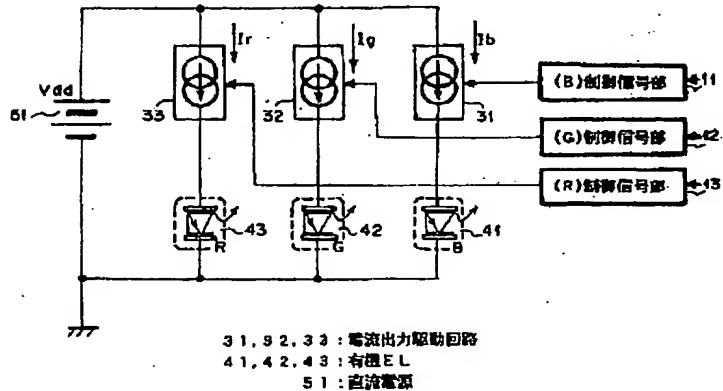 Ir
Ig
Ib
Vdd
51
33
32
31
(B)制御信号部
11
(G)制御信号部
12
(R)制御信号部
13
43
R
42
G
41
B
31,32,33:電流出力駆動回路
41,42,43:有機EL
51:直流電源